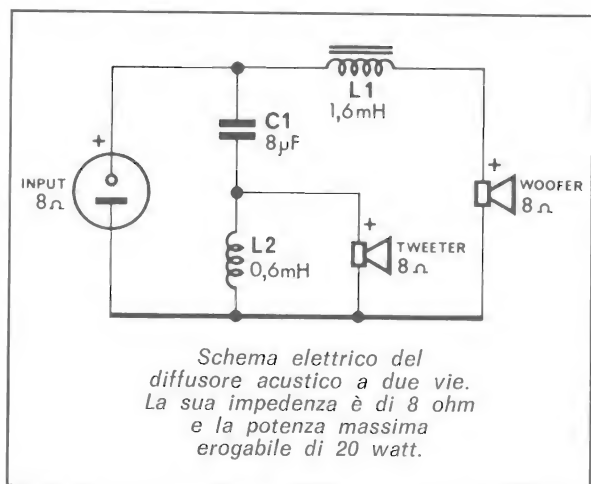 L1
1,6mH
+
C1
8µF
+
INPUT
8Ω
+
WOOFER
8Ω
L2
0,6mH
+
TWEETER
8Ω
Schema elettrico del
diffusore acustico a due vie.
La sua impedenza è di 8 ohm
e la potenza massima
erogabile di 20 watt.